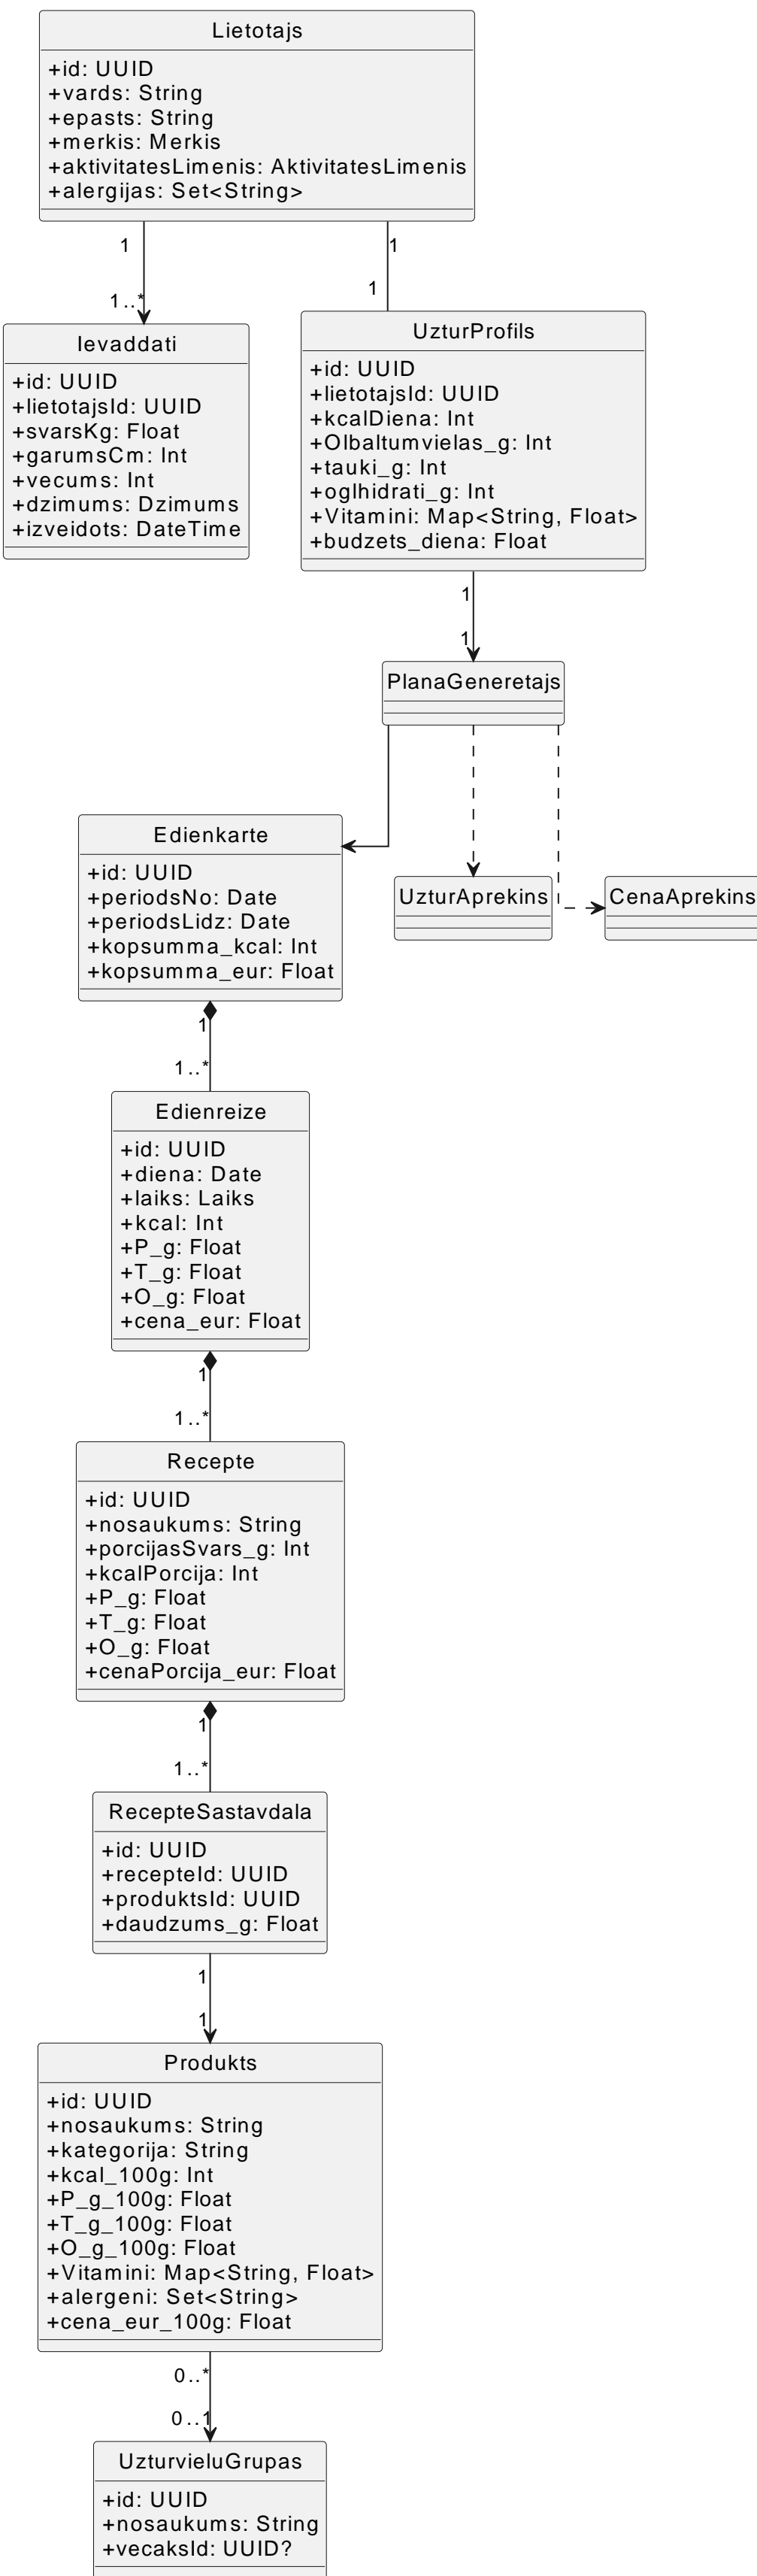 Lietotajs
+id: UUID
+vards: String
+epasts: String
+merkis: Merkis
+aktivitatesLimenis: AktivitatesLimenis
+alergijas: Set<String>
1
1
1..*
1
Ievaddati
+id: UUID
+lietotajsId: UUID
+svarsKg: Float
+garumsCm: Int
+vecums: Int
+dzimums: Dzimums
+izveidots: DateTime
UzturProfils
+id: UUID
+lietotajsId: UUID
+kcalDiena: Int
+Olbaltumvielas_g: Int
+tauki_g: Int
+oglhidrati_g: Int
+Vitamini: Map<String, Float>
+budzets_diena: Float
1
1
PlanaGeneretajs
Edienkarte
+id: UUID
+periodsNo: Date
+periodsLidz: Date
+kopsumma_kcal: Int
+kopsumma_eur: Float
UzturAprekins
CenaAprekins
1
1..*
Edienreize
+id: UUID
+diena: Date
+laiks: Laiks
+kcal: Int
+P_g: Float
+T_g: Float
+O_g: Float
+cena_eur: Float
1
1..*
Recepte
+id: UUID
+nosaukums: String
+porcijasSvars_g: Int
+kcalPorcija: Int
+P_g: Float
+T_g: Float
+O_g: Float
+cenaPorcija_eur: Float
1
1..*
RecepteSastavdala
+id: UUID
+recepteId: UUID
+produktsId: UUID
+daudzums_g: Float
1
1
Produkts
+id: UUID
+nosaukums: String
+kategorija: String
+kcal_100g: Int
+P_g_100g: Float
+T_g_100g: Float
+O_g_100g: Float
+Vitamini: Map<String, Float>
+alergeni: Set<String>
+cena_eur_100g: Float
0..*
0..1
UzturvieluGrupas
+id: UUID
+nosaukums: String
+vecaksId: UUID?